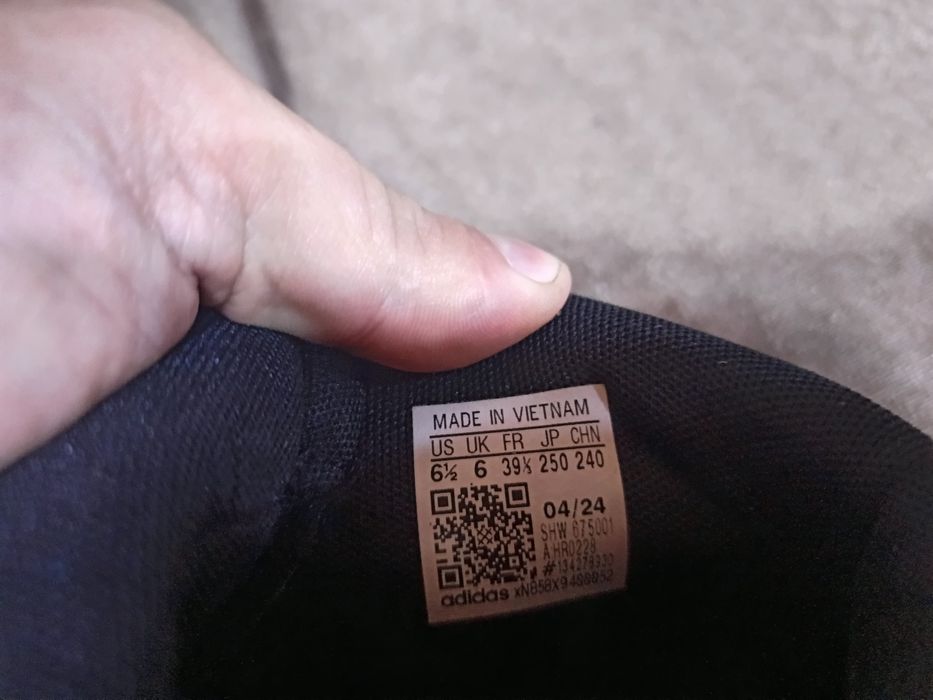 MADE IN VIETNAM
US UK FR JP CHN
6½ 6 39⅓ 250 240
04/24
SHW 675001
A HR0229
adidas